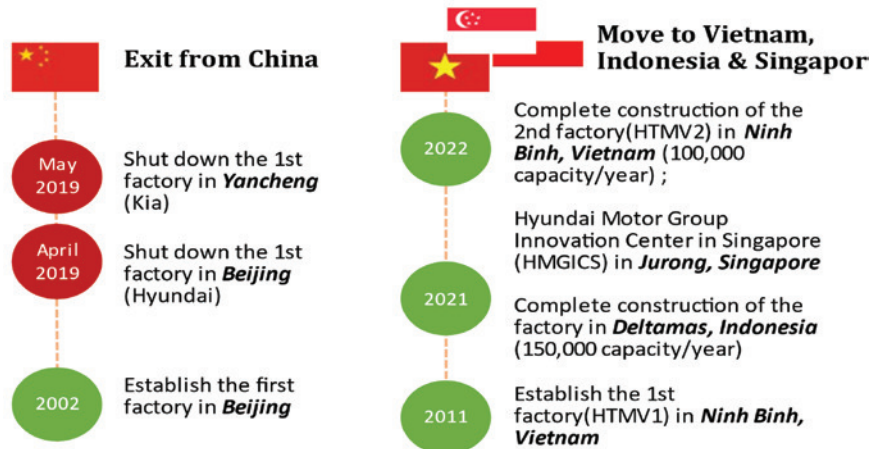 Exit from China
May
2019
Shut down the 1st
factory in Yancheng
(Kia)
April
2019
Shut down the 1st
factory in Beijing
(Hyundai)
2002
Establish the first
factory in Beijing
Move to Vietnam,
Indonesia & Singapor
2022
Complete construction of the
2nd factory(HTMV2) in Ninh
Binh, Vietnam (100,000
capacity/year) ;
Hyundai Motor Group
Innovation Center in Singapore
(HMGICS) in Jurong, Singapore
2021
Complete construction of the
factory in Deltamas, Indonesia
(150,000 capacity/year)
2011
Establish the 1st
factory(HTMV1) in Ninh Binh,
Vietnam